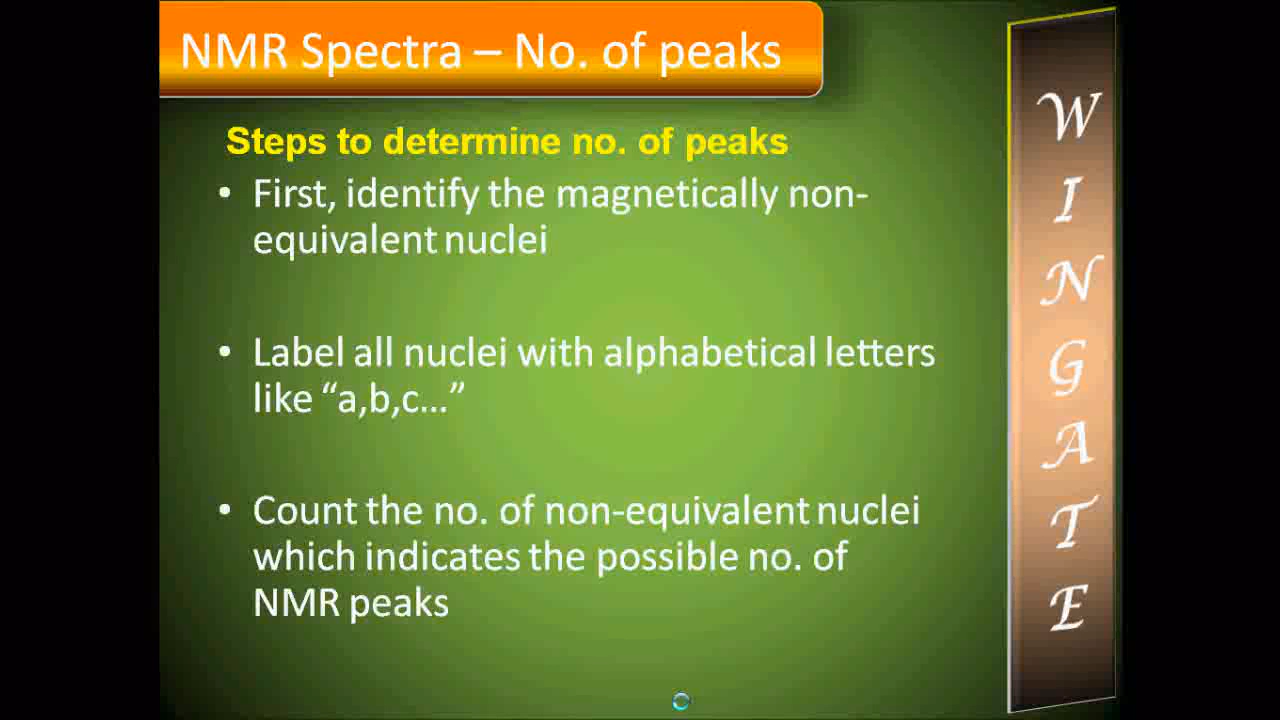 NMR Spectra – No. of peaks
Steps to determine no. of peaks
• First, identify the magnetically non-
equivalent nuclei
• Label all nuclei with alphabetical letters
like “a,b,c…”
• Count the no. of non-equivalent nuclei
which indicates the possible no. of
NMR peaks
W
I
N
G
A
T
E